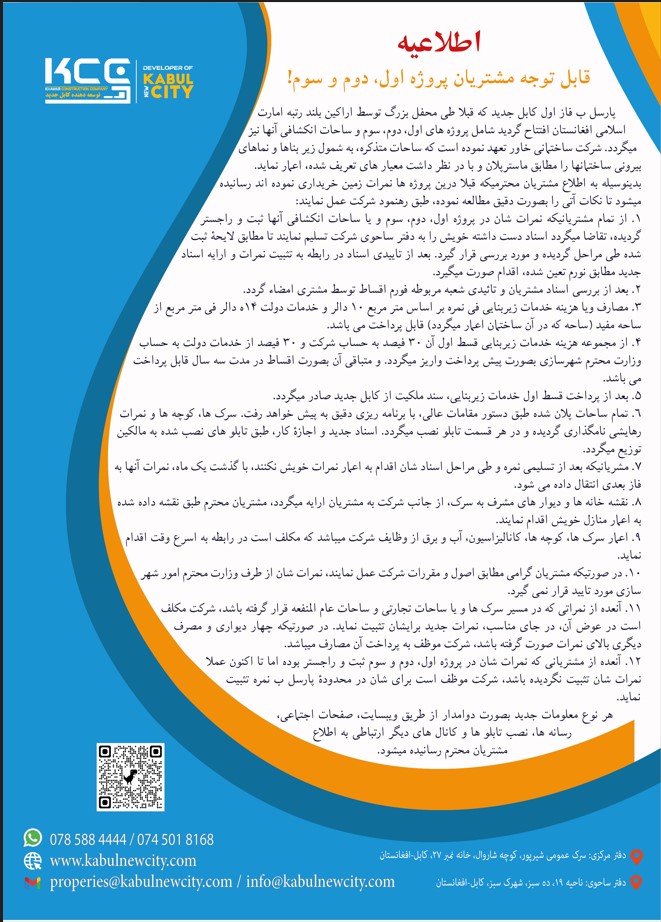 KCG
KHAWAR CONSTRUCTION COMPANY
توسعه دهنده کابل جدید
DEVELOPER OF
KABUL
NEW CITY
اطلاعیه
قابل توجه مشتریان پروژه اول، دوم و سوم!
پارسل ب فاز اول کابل جدید که قبلا طی محفل بزرگ توسط اراکین بلند رتبه امارت
اسلامی افغانستان افتتاح گردید شامل پروژه های اول، دوم، سوم و ساحات انکشافی آنها نیز
میگردد. شرکت ساختمانی خاور تعهد نموده است که ساحات متذکره، به شمول زیر بناها و نماهای
بیرونی ساختمانها را مطابق ماسترپلان و با در نظر داشت معیار های تعریف شده، اعمار نماید.
بدینوسیله به اطلاع مشتریان محترمیکه قبلا درین پروژه ها نمرات زمین خریداری نموده اند رسانیده
میشود تا نکات آتی را بصورت دقیق مطالعه نموده، طبق رهنمود شرکت عمل نمایند:
۱. از تمام مشتریانیکه نمرات شان در پروژه اول، دوم، سوم و یا ساحات انکشافی آنها ثبت و راجستر
گردیده، تقاضا میگردد اسناد دست داشته خویش را به دفتر ساحوی شرکت تسلیم نمایند تا مطابق لایحهٔ ثبت
شده طی مراحل گردیده و مورد بررسی قرار گیرد. بعد از تاییدی اسناد در رابطه به تثبیت نمرات و ارایه اسناد
جدید مطابق نورم تعین شده، اقدام صورت میگیرد.
۲. بعد از بررسی اسناد مشتریان و تائیدی شعبه مربوطه فورم اقساط توسط مشتری امضاء گردد.
۳. مصارف ویا هزینه خدمات زیربنایی فی نمره بر اساس متر مربع ۱۰ دالر و خدمات دولت ۱۴ه دالر فی متر مربع از
ساحه مفید (ساحه که در آن ساختمان اعمار میگردد) قابل پرداخت می باشد.
۴. از مجموعه هزینه خدمات زیربنایی قسط اول آن ۳۰ فیصد به حساب شرکت و ۳۰ فیصد از خدمات دولت به حساب
وزارت محترم شهرسازی بصورت پیش پرداخت واریز میگردد. و متباقی آن بصورت اقساط در مدت سه سال قابل پرداخت
می باشد.
۵. بعد از پرداخت قسط اول خدمات زیربنایی، سند ملکیت از کابل جدید صادر میگردد.
۶. تمام ساحات پلان شده طبق دستور مقامات عالی، با برنامه ریزی دقیق به پیش خواهد رفت. سرک ها، کوچه ها و نمرات
رهایشی نامگذاری گردیده و در هر قسمت تابلو نصب میگردد. اسناد جدید و اجازهٔ کار، طبق تابلو های نصب شده به مالکین
توزیع میگردد.
۷. مشریانیکه بعد از تسلیمی نمره و طی مراحل اسناد شان اقدام به اعمار نمرات خویش نکنند، با گذشت یک ماه، نمرات آنها به
فاز بعدی انتقال داده می شود.
۸. نقشه خانه ها و دیوار های مشرف به سرک، از جانب شرکت به مشتریان ارایه میگردد، مشتریان محترم طبق نقشه داده شده
به اعمار منازل خویش اقدام نمایند.
۹. اعمار سرک ها، کوچه ها، کانالیزاسیون، آب و برق از وظایف شرکت میباشد که مکلف است در رابطه به اسرع وقت اقدام
نماید.
۱۰. در صورتیکه مشتریان گرامی مطابق اصول و مقررات شرکت عمل نمایند، نمرات شان از طرف وزارت محترم امور شهر
سازی مورد تایید قرار نمی گیرد.
۱۱. آنعده از نمراتی که در مسیر سرک ها و یا ساحات تجارتی و ساحات عام المنفعه قرار گرفته باشد، شرکت مکلف
است در عوض آن، در جای مناسب، نمرات جدید برایشان تثبیت نماید. در صورتیکه چهار دیواری و مصرف
دیگری بالای نمرات صورت گرفته باشد، شرکت موظف به پرداخت آن مصارف میباشد.
۱۲. آنعده از مشتریانی که نمرات شان در پروژه اول، دوم و سوم ثبت و راجستر بوده اما تا اکنون عملا
نمرات شان تثبیت نگردیده باشد، شرکت موظف است برای شان در محدودهٔ پارسل ب نمره تثبیت
نماید.
هر نوع معلومات جدید بصورت دوامدار از طریق ویبسایت، صفحات اجتماعی،
رسانه ها، نصب تابلو ها و کانال های دیگر ارتباطی به اطلاع
مشتریان محترم رسانیده میشود.
078 588 4444 / 074 501 8168
www.kabulnewcity.com
properies@kabulnewcity.com / info@kabulnewcity.com
دفتر مرکزی: سرک عمومی شیرپور، کوچه شاروال، خانه نمبر ۲۷، کابل-افغانستان
دفتر ساحوی: ناحیه ۱۹، ده سبز، شهرک سبز، کابل-افغانستان